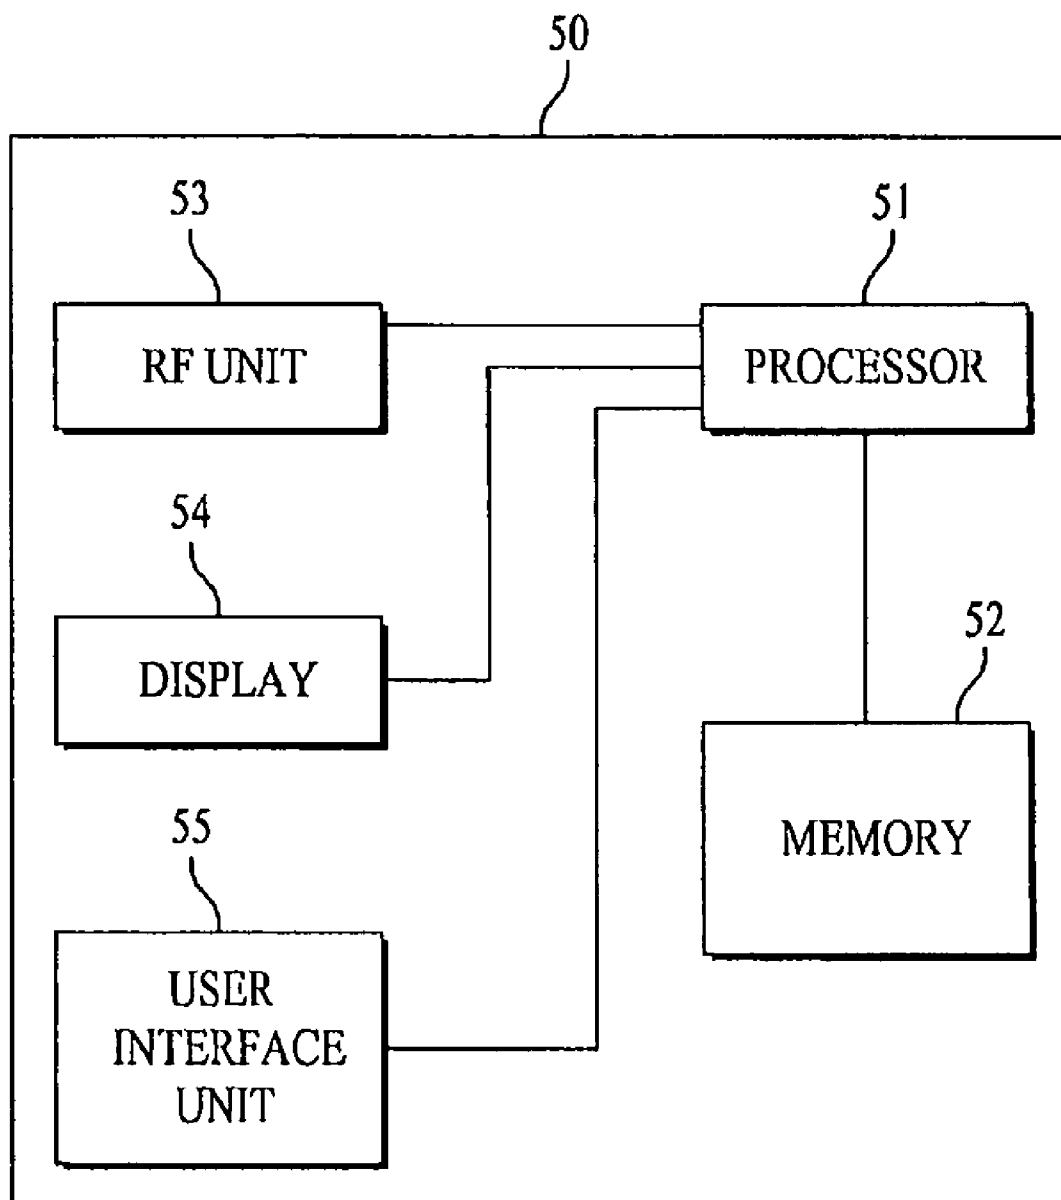 50
53
51
RF UNIT
PROCESSOR
54
52
DISPLAY
MEMORY
55
USER
INTERFACE
UNIT